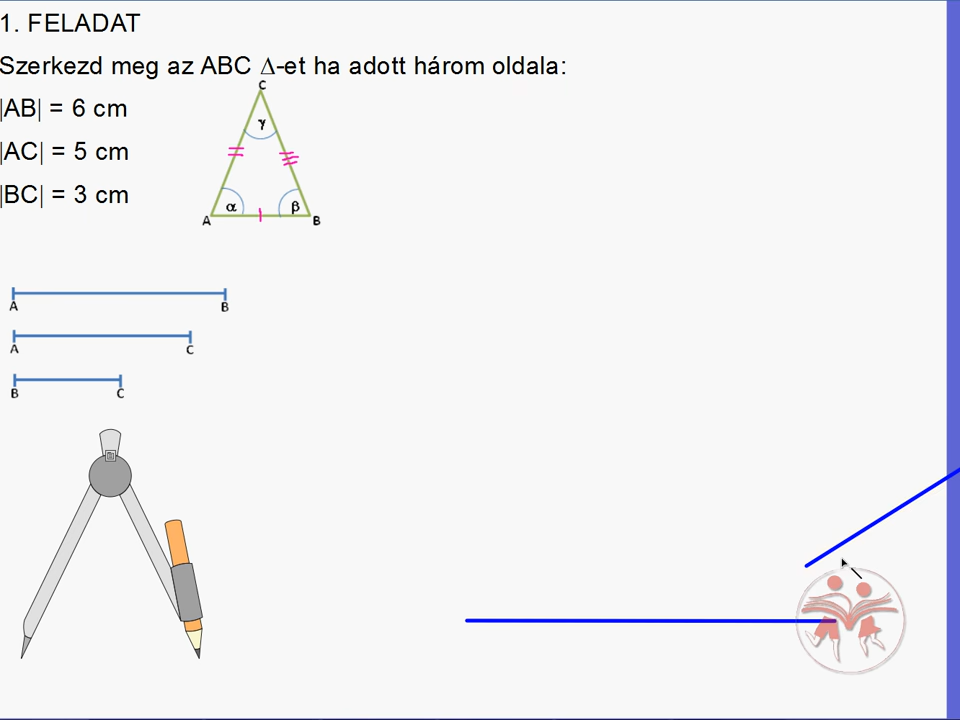 1. FELADAT
Szerkezd meg az ABC Δ-et ha adott három oldala:
|AB| = 6 cm
|AC| = 5 cm
|BC| = 3 cm
C
γ
α
β
A
B
A
B
A
C
B
C